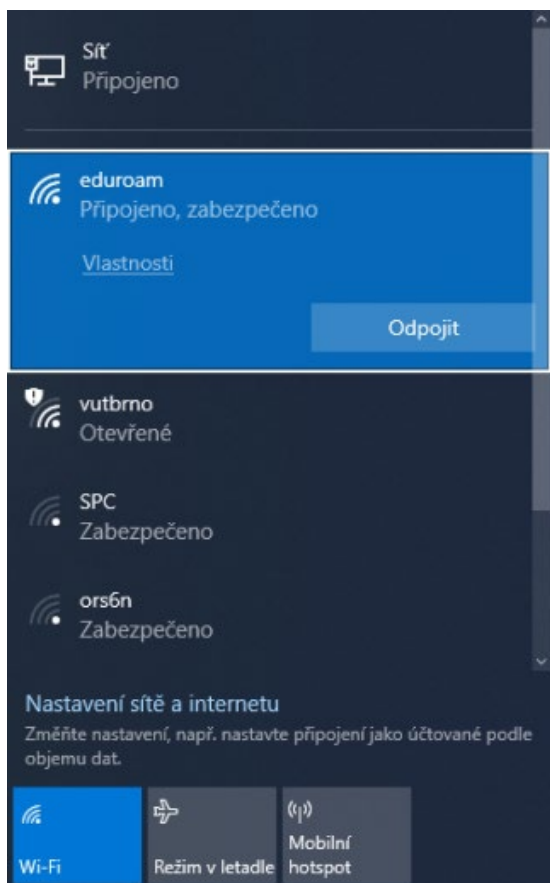 Síť
Připojeno
eduroam
Připojeno, zabezpečeno
Vlastnosti
Odpojit
vutbrno
Otevřené
SPC
Zabezpečeno
ors6n
Zabezpečeno
Nastavení sítě a internetu
Změňte nastavení, např. nastavte připojení jako účtované podle
objemu dat.
Wi-Fi
Režim v letadle
Mobilní
hotspot